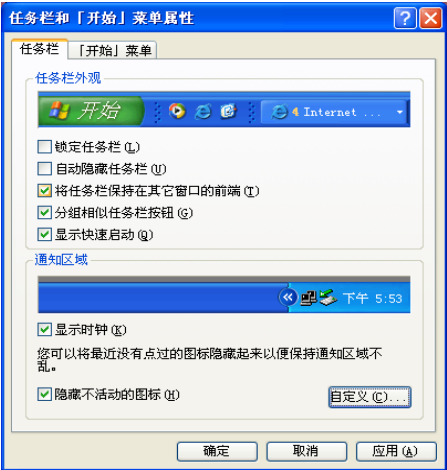 任务栏和「开始」菜单属性
任务栏
「开始」菜单
任务栏外观
开始
4 Internet ...
锁定任务栏(L)
自动隐藏任务栏(U)
将任务栏保持在其它窗口的前端(T)
分组相似任务栏按钮(G)
显示快速启动(Q)
通知区域
下午 5:53
显示时钟(K)
您可以将最近没有点过的图标隐藏起来以便保持通知区域不
乱。
隐藏不活动的图标(H)
自定义(C)...
确定
取消
应用(A)